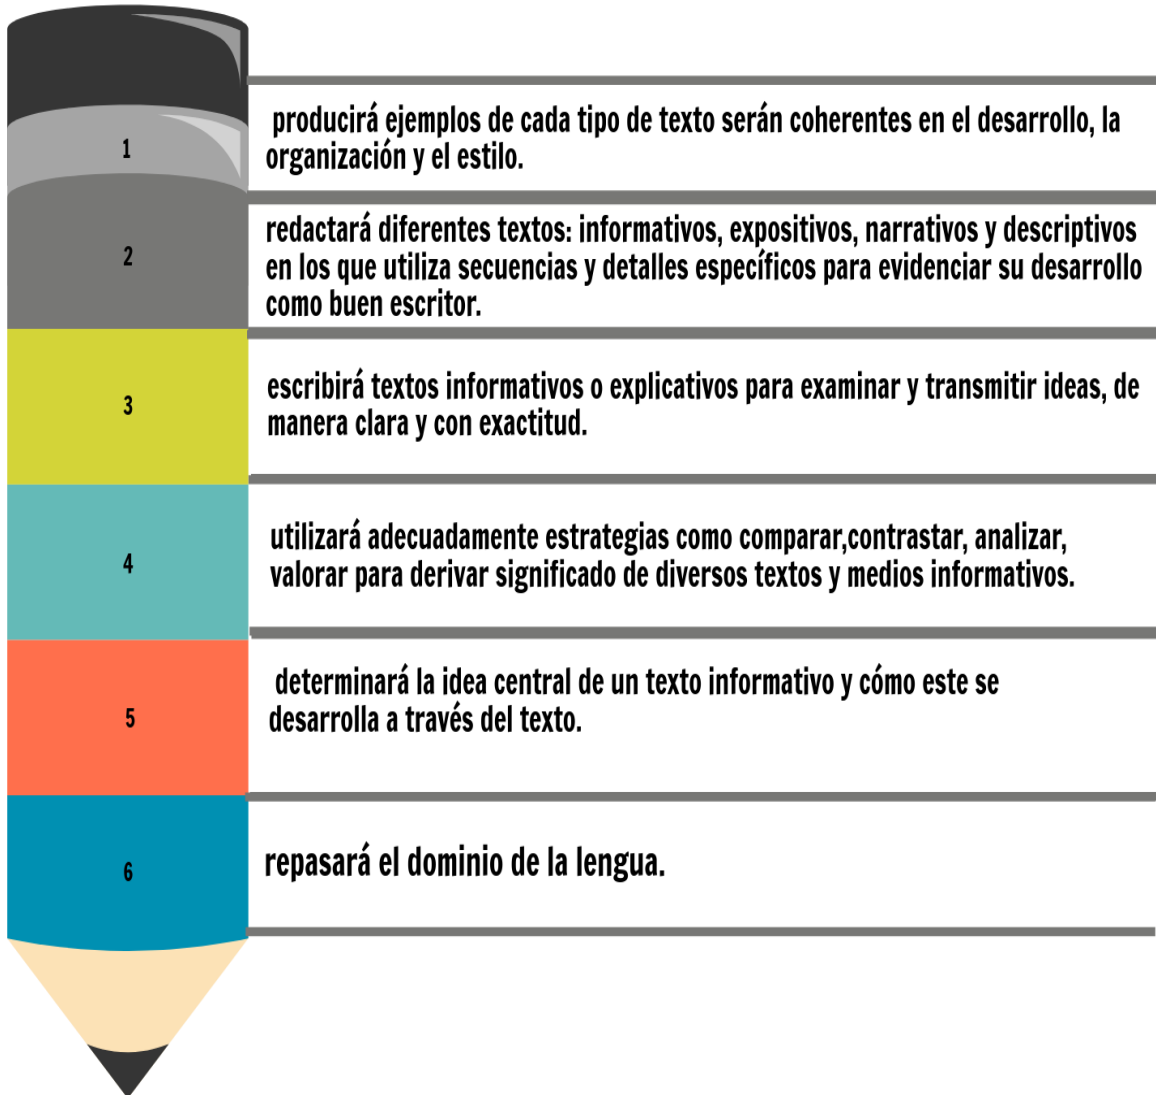 1
producirá ejemplos de cada tipo de texto serán coherentes en el desarrollo, la
organización y el estilo.
2
redactará diferentes textos: informativos, expositivos, narrativos y descriptivos
en los que utiliza secuencias y detalles específicos para evidenciar su desarrollo
como buen escritor.
3
escribirá textos informativos o explicativos para examinar y transmitir ideas, de
manera clara y con exactitud.
4
utilizará adecuadamente estrategias como comparar,contrastar, analizar,
valorar para derivar significado de diversos textos y medios informativos.
5
determinará la idea central de un texto informativo y cómo este se
desarrolla a través del texto.
6
repasará el dominio de la lengua.